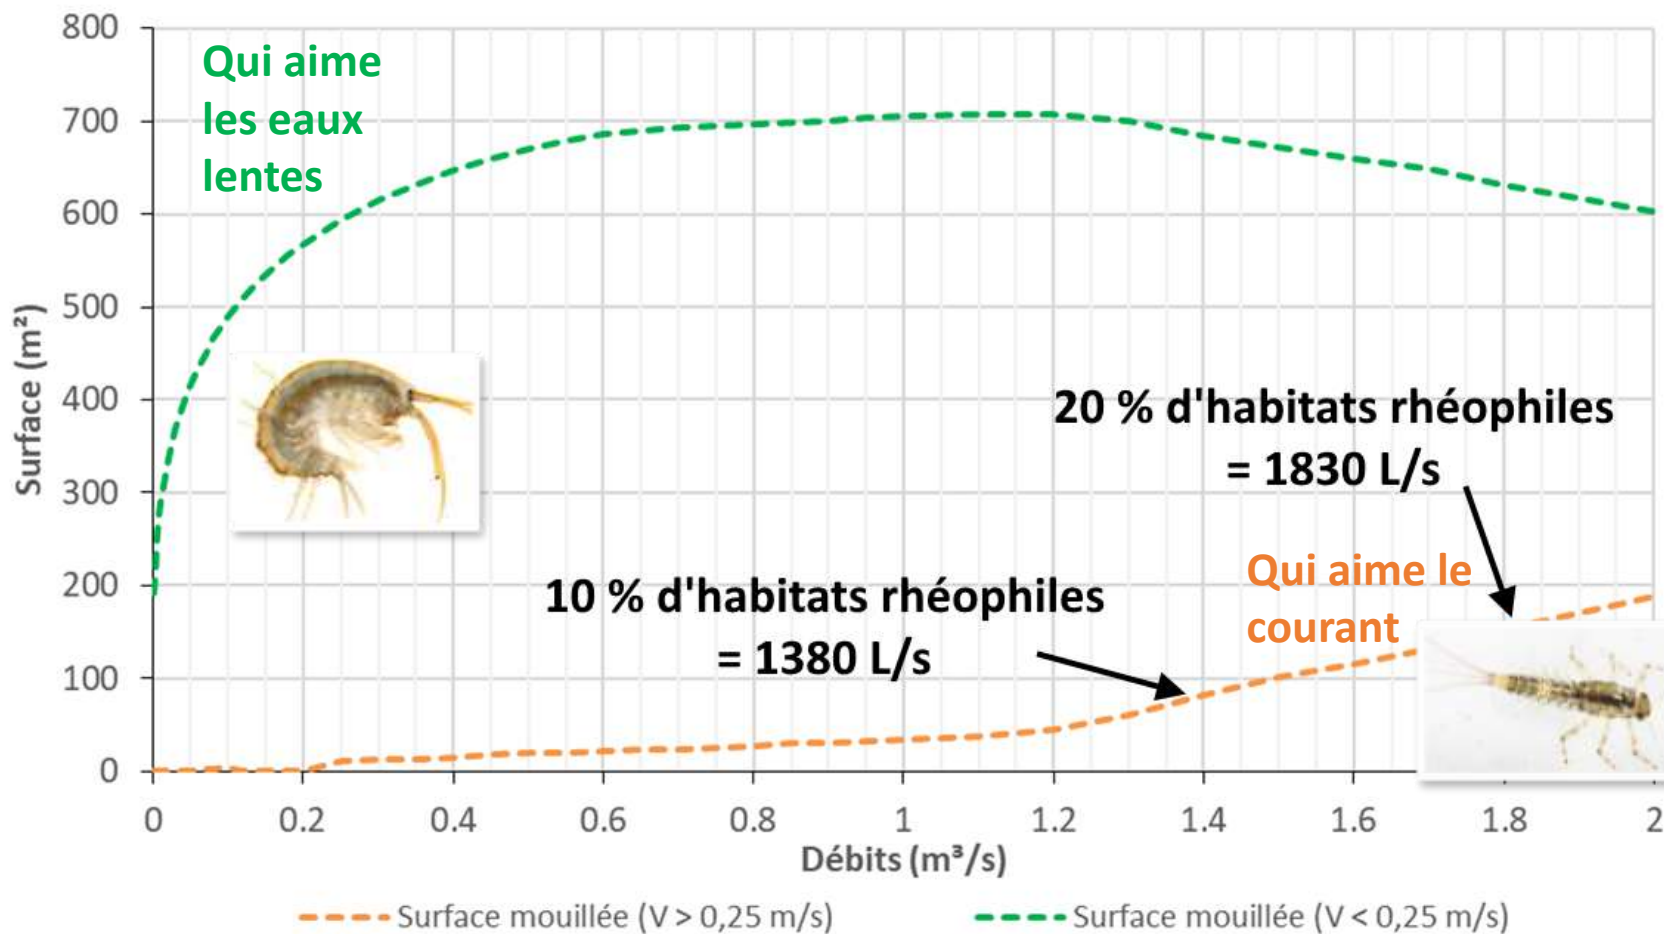 800
700
600
500
400
300
200
100
0
Surface (m²)
Qui aime
les eaux
lentes
20 % d'habitats rhéophiles
= 1830 L/s
10 % d'habitats rhéophiles
= 1380 L/s
Qui aime le
courant
0 0.2 0.4 0.6 0.8 1 1.2 1.4 1.6 1.8 2
Débits (m³/s)
Surface mouillée (V > 0,25 m/s) Surface mouillée (V < 0,25 m/s)